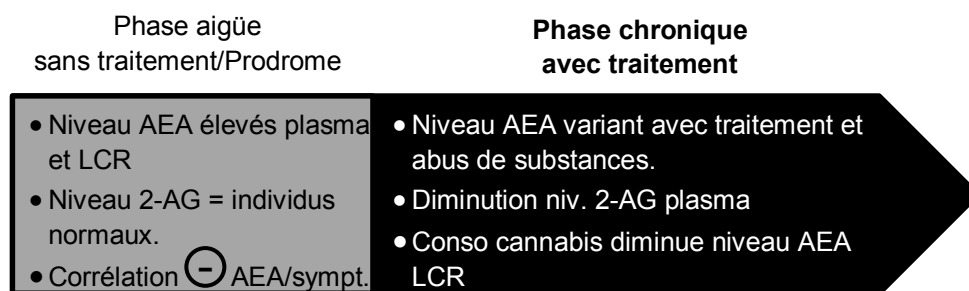 Phase aigüe
sans traitement/Prodrome
Phase chronique
avec traitement
• Niveau AEA élevés plasma
et LCR
• Niveau 2-AG = individus
normaux.
• Corrélation - AEA/sympt.
• Niveau AEA variant avec traitement et
abus de substances.
• Diminution niv. 2-AG plasma
• Conso cannabis diminue niveau AEA
LCR